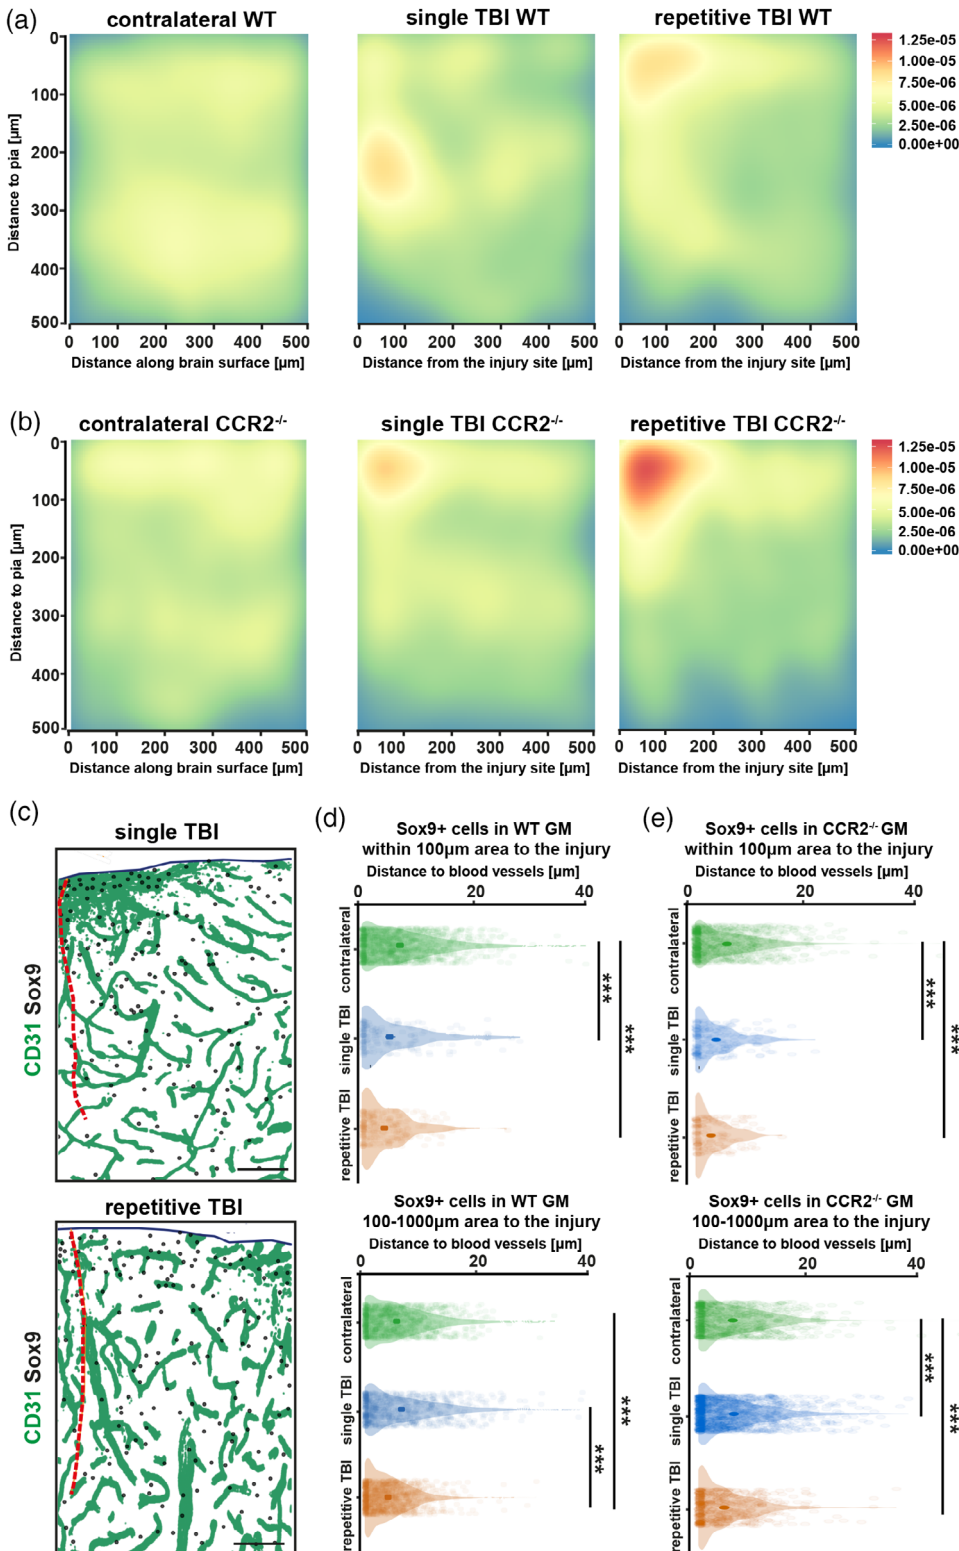 (a)
contralateral WT
single TBI WT
repetitive TBI WT
Distance to pia [µm]
0
100
200
300
400
500
0 100 200 300 400 500
Distance along brain surface [µm]
0 100 200 300 400 500
Distance from the injury site [µm]
0 100 200 300 400 500
Distance from the injury site [µm]
1.25e-05
1.00e-05
7.50e-06
5.00e-06
2.50e-06
0.00e+00
(b)
contralateral CCR2-/-
single TBI CCR2-/-
repetitive TBI CCR2-/-
Distance to pia [µm]
0
100
200
300
400
500
0 100 200 300 400 500
Distance along brain surface [µm]
0 100 200 300 400 500
Distance from the injury site [µm]
0 100 200 300 400 500
Distance from the injury site [µm]
1.25e-05
1.00e-05
7.50e-06
5.00e-06
2.50e-06
0.00e+00
(c)
single TBI
CD31 Sox9
repetitive TBI
CD31 Sox9
(d)
Sox9+ cells in WT GM
within 100µm area to the injury
Distance to blood vessels [µm]
0 20 40
contralateral
single TBI
repetitive TBI
***
***
Sox9+ cells in WT GM
100-1000µm area to the injury
Distance to blood vessels [µm]
0 20 40
contralateral
single TBI
repetitive TBI
***
***
(e)
Sox9+ cells in CCR2-/- GM
within 100µm area to the injury
Distance to blood vessels [µm]
0 20 40
contralateral
single TBI
repetitive TBI
***
***
Sox9+ cells in CCR2-/- GM
100-1000µm area to the injury
Distance to blood vessels [µm]
0 20 40
contralateral
single TBI
repetitive TBI
***
***